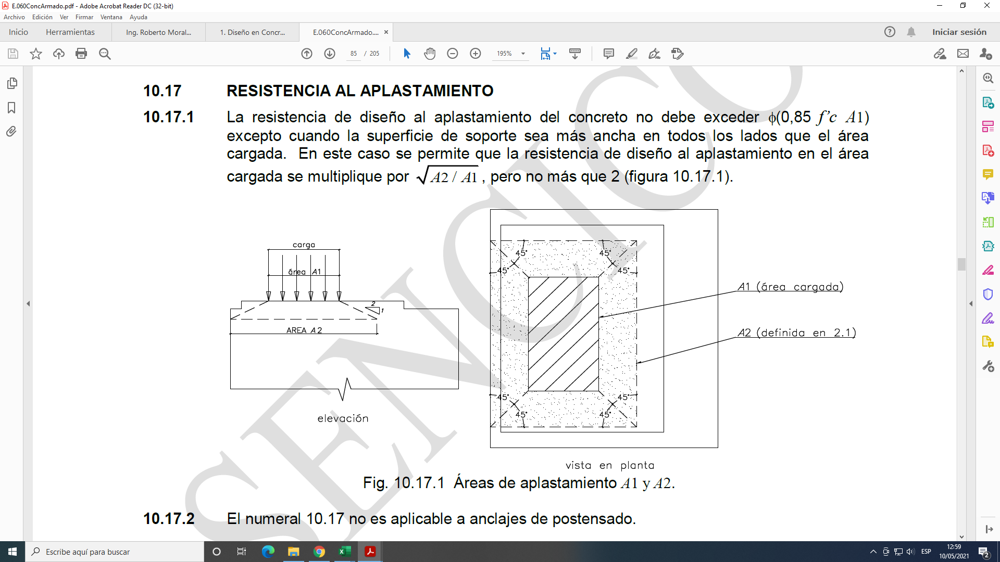 E.060ConcArmado.pdf - Adobe Acrobat Reader DC (32-bit)
Archivo Edición Ver Firmar Ventana Ayuda
Inicio Herramientas Ing. Roberto Moral... 1. Diseño en Concr... E.060ConcArmado.... × Iniciar sesión
85 / 205 195%
10.17 RESISTENCIA AL APLASTAMIENTO
10.17.1 La resistencia de diseño al aplastamiento del concreto no debe exceder ϕ(0,85 f'c A1)
excepto cuando la superficie de soporte sea más ancha en todos los lados que el área
cargada. En este caso se permite que la resistencia de diseño al aplastamiento en el área
cargada se multiplique por √A2 / A1 , pero no más que 2 (figura 10.17.1).
carga
área A1
2
1
AREA A2
elevación
45° 45°
45° 45°
45° 45°
45° 45°
A1 (área cargada)
A2 (definida en 2.1)
vista en planta
Fig. 10.17.1 Áreas de aplastamiento A1 y A2.
10.17.2 El numeral 10.17 no es aplicable a anclajes de postensado.
SENCICO
Escribe aquí para buscar
ESP
12:59
10/05/2021
2